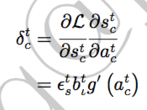 δ_c^t = ∂ℒ/∂s_c^t ∂s_c^t/∂a_c^t
= ϵ_s^t b_ι^t g′(a_c^t)